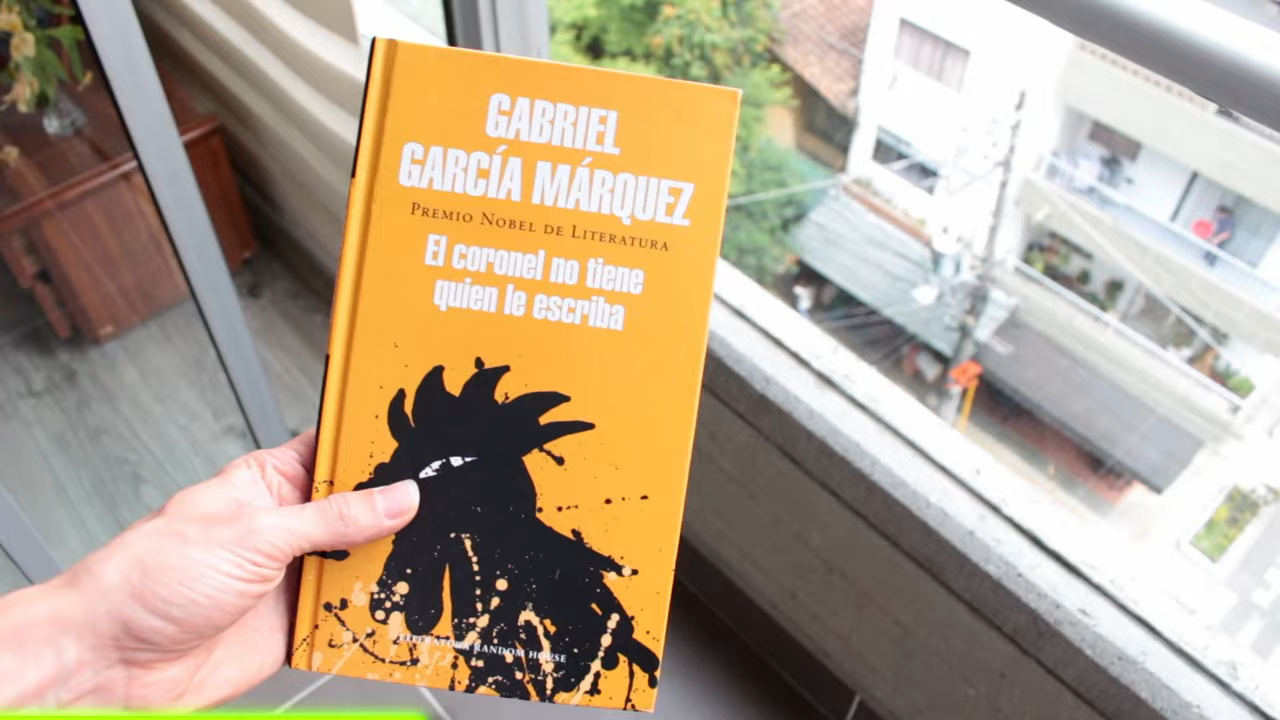 GABRIEL
GARCÍA MÁRQUEZ
PREMIO NOBEL DE LITERATURA
El coronel no tiene
quien le escriba
LITERATURA RANDOM HOUSE